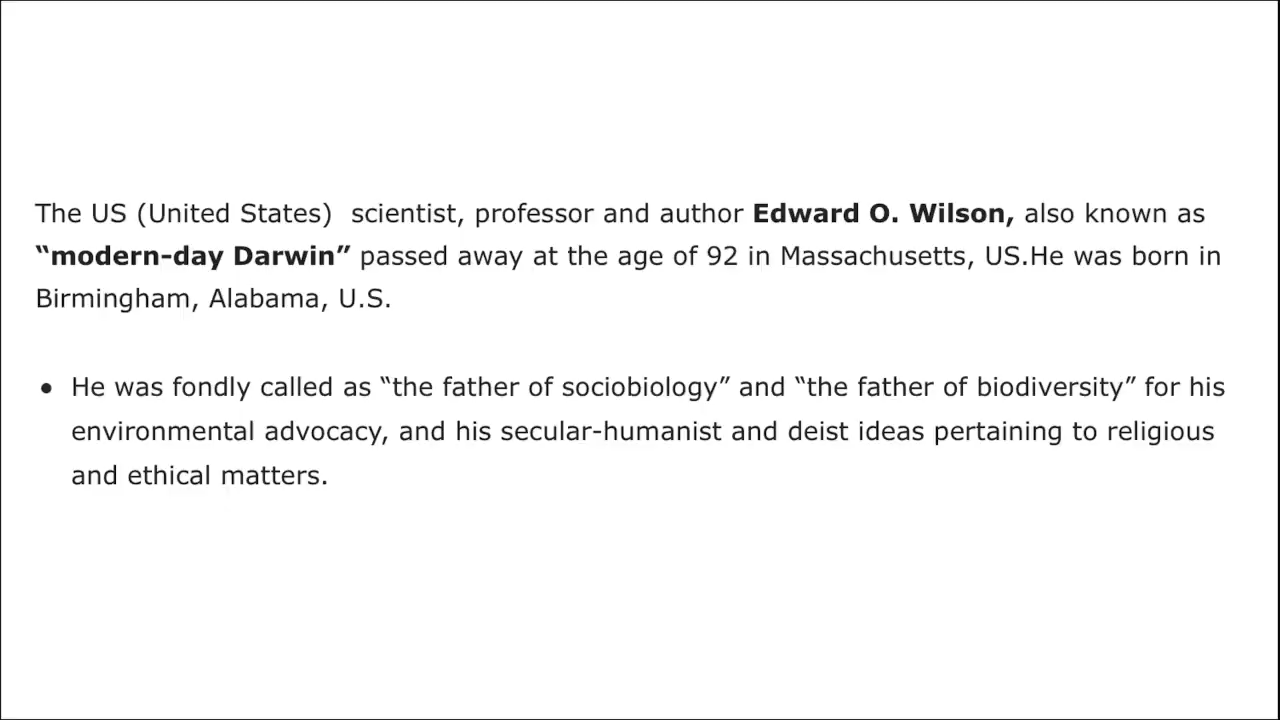 The US (United States)  scientist, professor and author Edward O. Wilson, also known as
“modern-day Darwin” passed away at the age of 92 in Massachusetts, US.He was born in
Birmingham, Alabama, U.S.
● He was fondly called as “the father of sociobiology” and “the father of biodiversity” for his
environmental advocacy, and his secular-humanist and deist ideas pertaining to religious
and ethical matters.